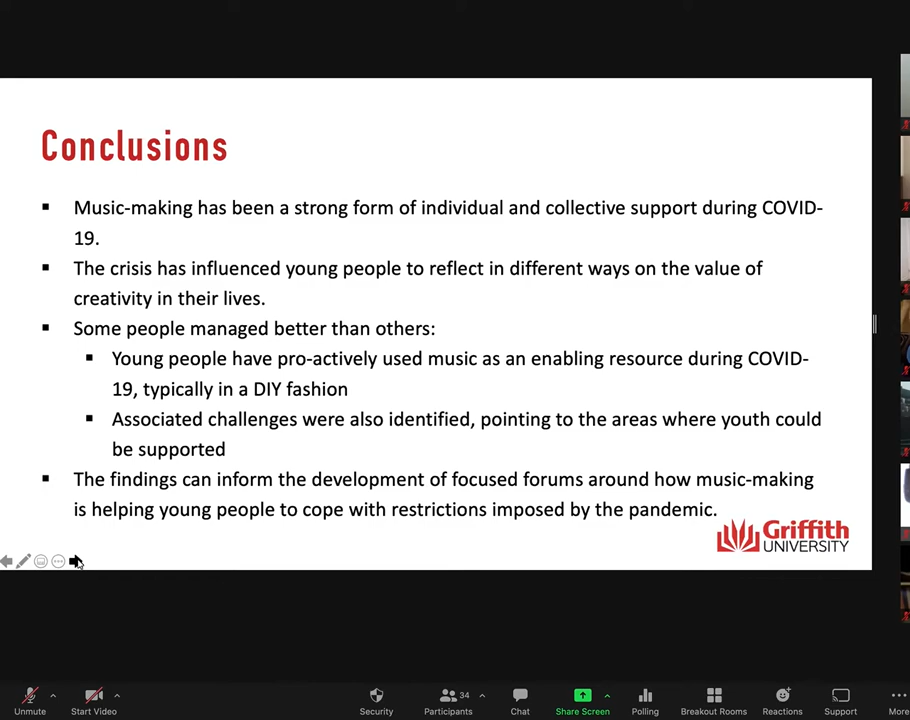 Conclusions
▪ Music-making has been a strong form of individual and collective support during COVID-
19.
▪ The crisis has influenced young people to reflect in different ways on the value of
creativity in their lives.
▪ Some people managed better than others:
▪ Young people have pro-actively used music as an enabling resource during COVID-
19, typically in a DIY fashion
▪ Associated challenges were also identified, pointing to the areas where youth could
be supported
▪ The findings can inform the development of focused forums around how music-making
is helping young people to cope with restrictions imposed by the pandemic.
Griffith
UNIVERSITY
34
Unmute Start Video Security Participants Chat Share Screen Polling Breakout Rooms Reactions Support More